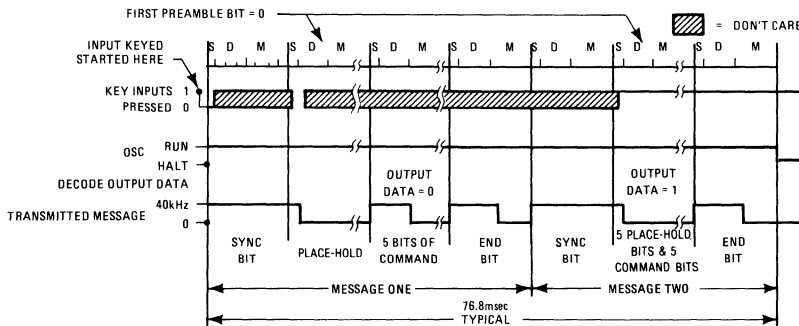 FIRST PREAMBLE BIT = 0
= DON'T CARE
INPUT KEYED
STARTED HERE
S D M S D M S D M S D M S D M S D M S D M
KEY INPUTS 1
PRESSED 0
OSC RUN
HALT
DECODE OUTPUT DATA
OUTPUT
DATA = 0
OUTPUT
DATA = 1
TRANSMITTED MESSAGE 40kHz
0
SYNC
BIT
PLACE-HOLD
5 BITS OF
COMMAND
END
BIT
SYNC
BIT
5 PLACE-HOLD
BITS & 5
COMMAND BITS
END
BIT
MESSAGE ONE
MESSAGE TWO
76.8msec
TYPICAL